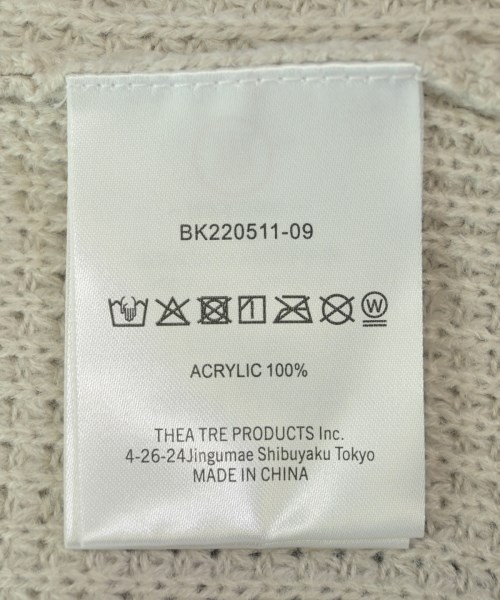 BK220511-09
W
ACRYLIC 100%
THEA TRE PRODUCTS Inc.
4-26-24Jingumae Shibuyaku Tokyo
MADE IN CHINA